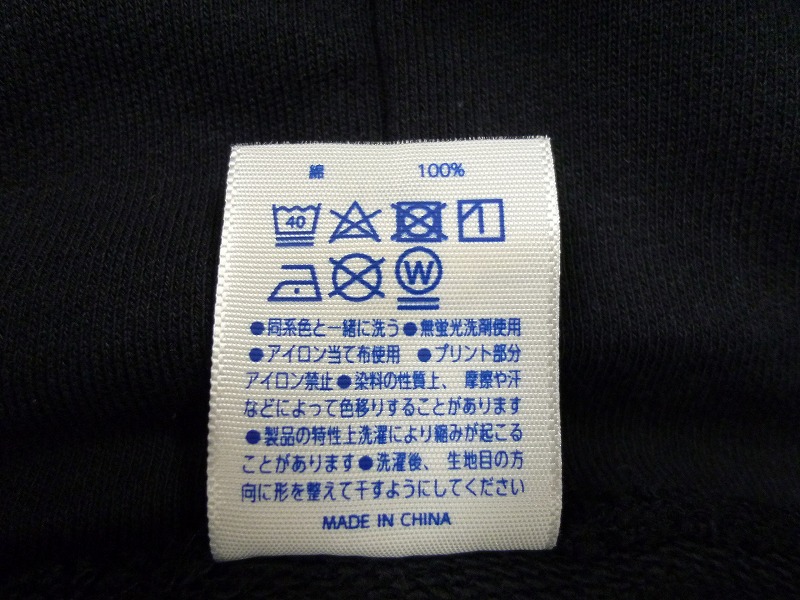 綿 100%
40
W
●同系色と一緒に洗う●無蛍光洗剤使用
●アイロン当て布使用 ●プリント部分
アイロン禁止●染料の性質上、摩擦や汗
などによって色移りすることがあります
●製品の特性上洗濯により縮みが起こる
ことがあります●洗濯後、生地目の方
向に形を整えて干すようにしてください
MADE IN CHINA